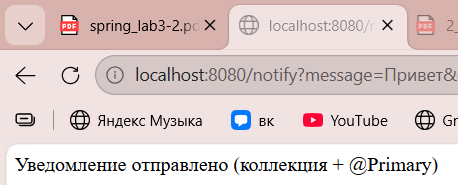 spring_lab3-2.pd
localhost:8080/n
2_
localhost:8080/notify?message=Привет&
Яндекс Музыка
вк
YouTube
Gr
Уведомление отправлено (коллекция + @Primary)